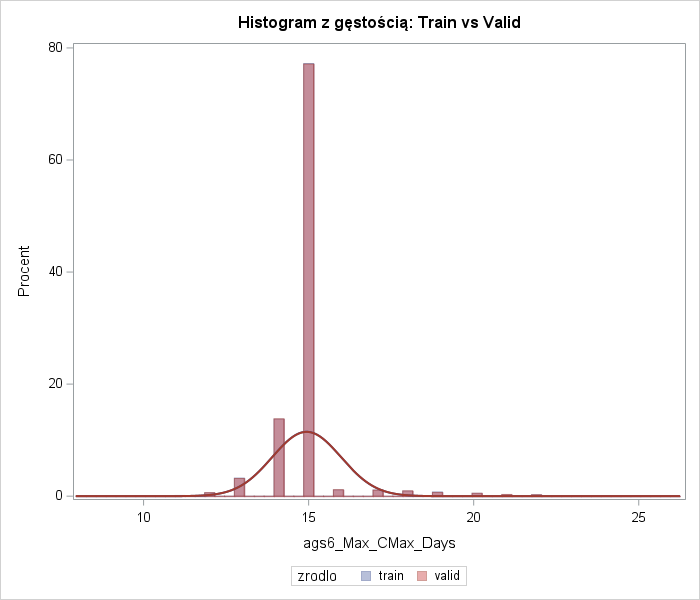 Histogram z gęstością: Train vs Valid
80
60
40
20
0
Procent
10 15 20 25
ags6_Max_CMax_Days
zrodlo train valid